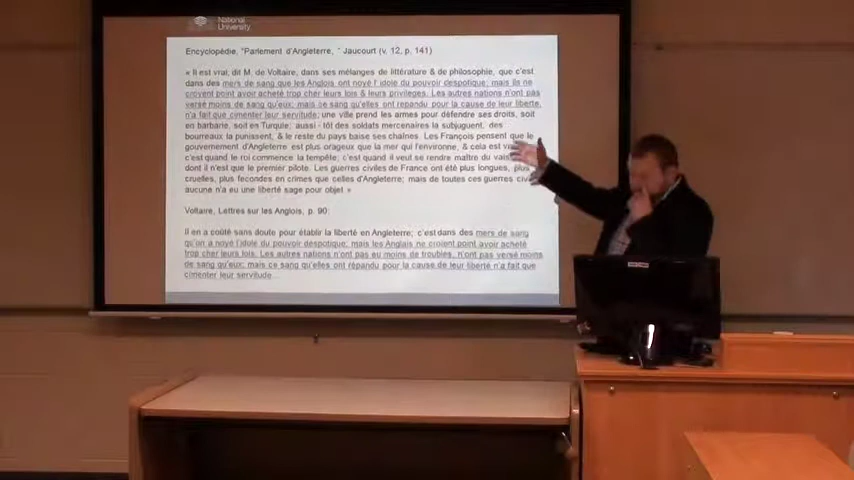 National
University
Encyclopédie, "Parlement d'Angleterre, " Jaucourt (v. 12, p. 141)
« Il est vrai, dit M. de Voltaire, dans ses mélanges de littérature & de philosophie, que c'est
dans des mers de sang que les Anglois ont noyé l'idole du pouvoir despotique; mais ils ne
croyent point avoir acheté trop cher leurs lois & leurs privileges. Les autres nations n'ont pas
versé moins de sang qu'eux; mais ce sang qu'elles ont répandu pour la cause de leur liberté,
n'a fait que cimenter leur servitude; une ville prend les armes pour défendre ses droits, soit
en barbarie, soit en Turquie; aussi - tôt des soldats mercenaires la subjuguent, des
bourreaux la punissent, & le reste du pays baise ses chaînes. Les François pensent que le
gouvernement d'Angleterre est plus orageux que la mer qui l'environne, & cela est
c'est quand le roi commence la tempête, c'est quand il veut se rendre maître du
dont il n'est que le premier pilote. Les guerres civiles de France ont été plus longues, plus
cruelles, plus fecondes en crimes que celles d'Angleterre; mais de toutes ces guerres
aucune n'a eu une liberté sage pour objet »
Voltaire, Lettres sur les Anglois, p. 90:
Il en a coûté sans doute pour établir la liberté en Angleterre; c'est dans des mers de sang
qu'on a noyé l'idole du pouvoir despotique; mais les Anglais ne croient point avoir acheté
trop cher leurs lois. Les autres nations n'ont pas eu moins de troubles, n'ont pas versé moins
de sang qu'eux; mais ce sang qu'elles ont répandu pour la cause de leur liberté n'a fait que
cimenter leur servitude...